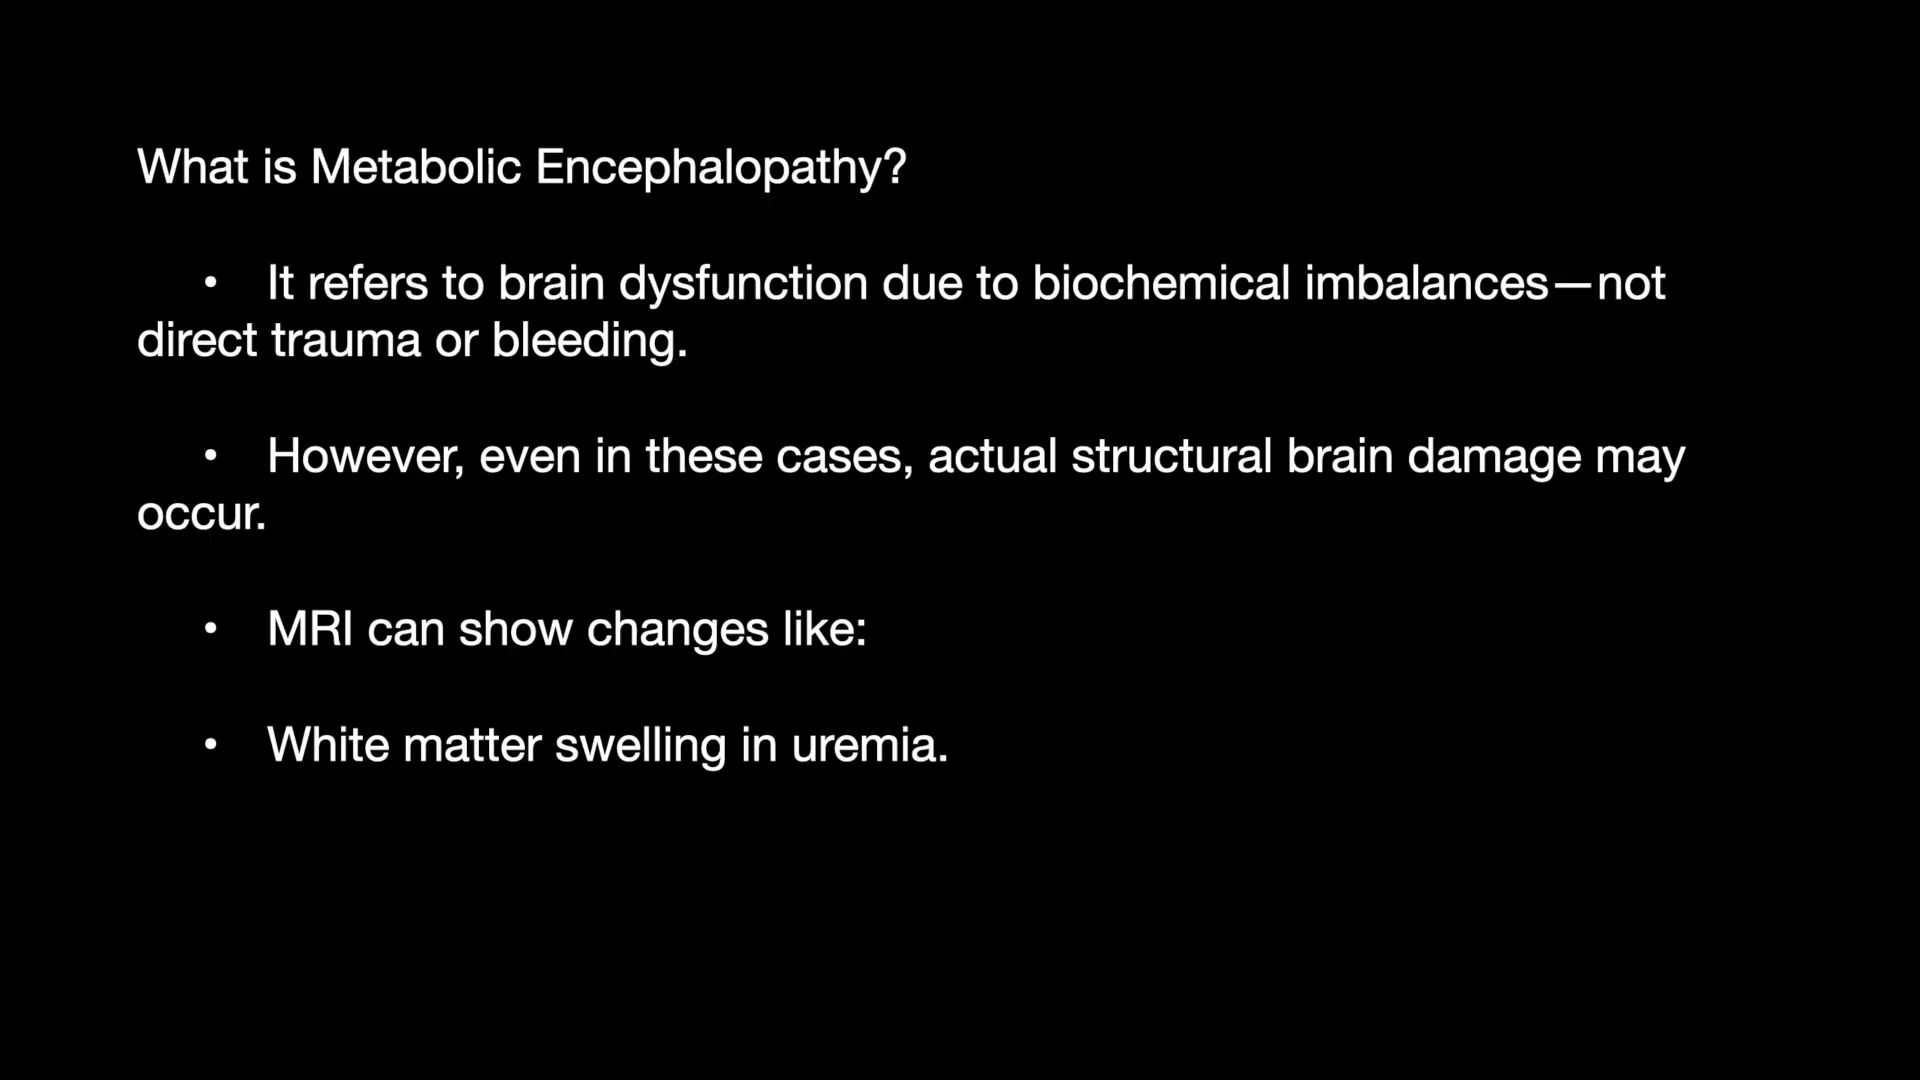 What is Metabolic Encephalopathy?
• It refers to brain dysfunction due to biochemical imbalances—not
direct trauma or bleeding.
• However, even in these cases, actual structural brain damage may
occur.
• MRI can show changes like:
• White matter swelling in uremia.